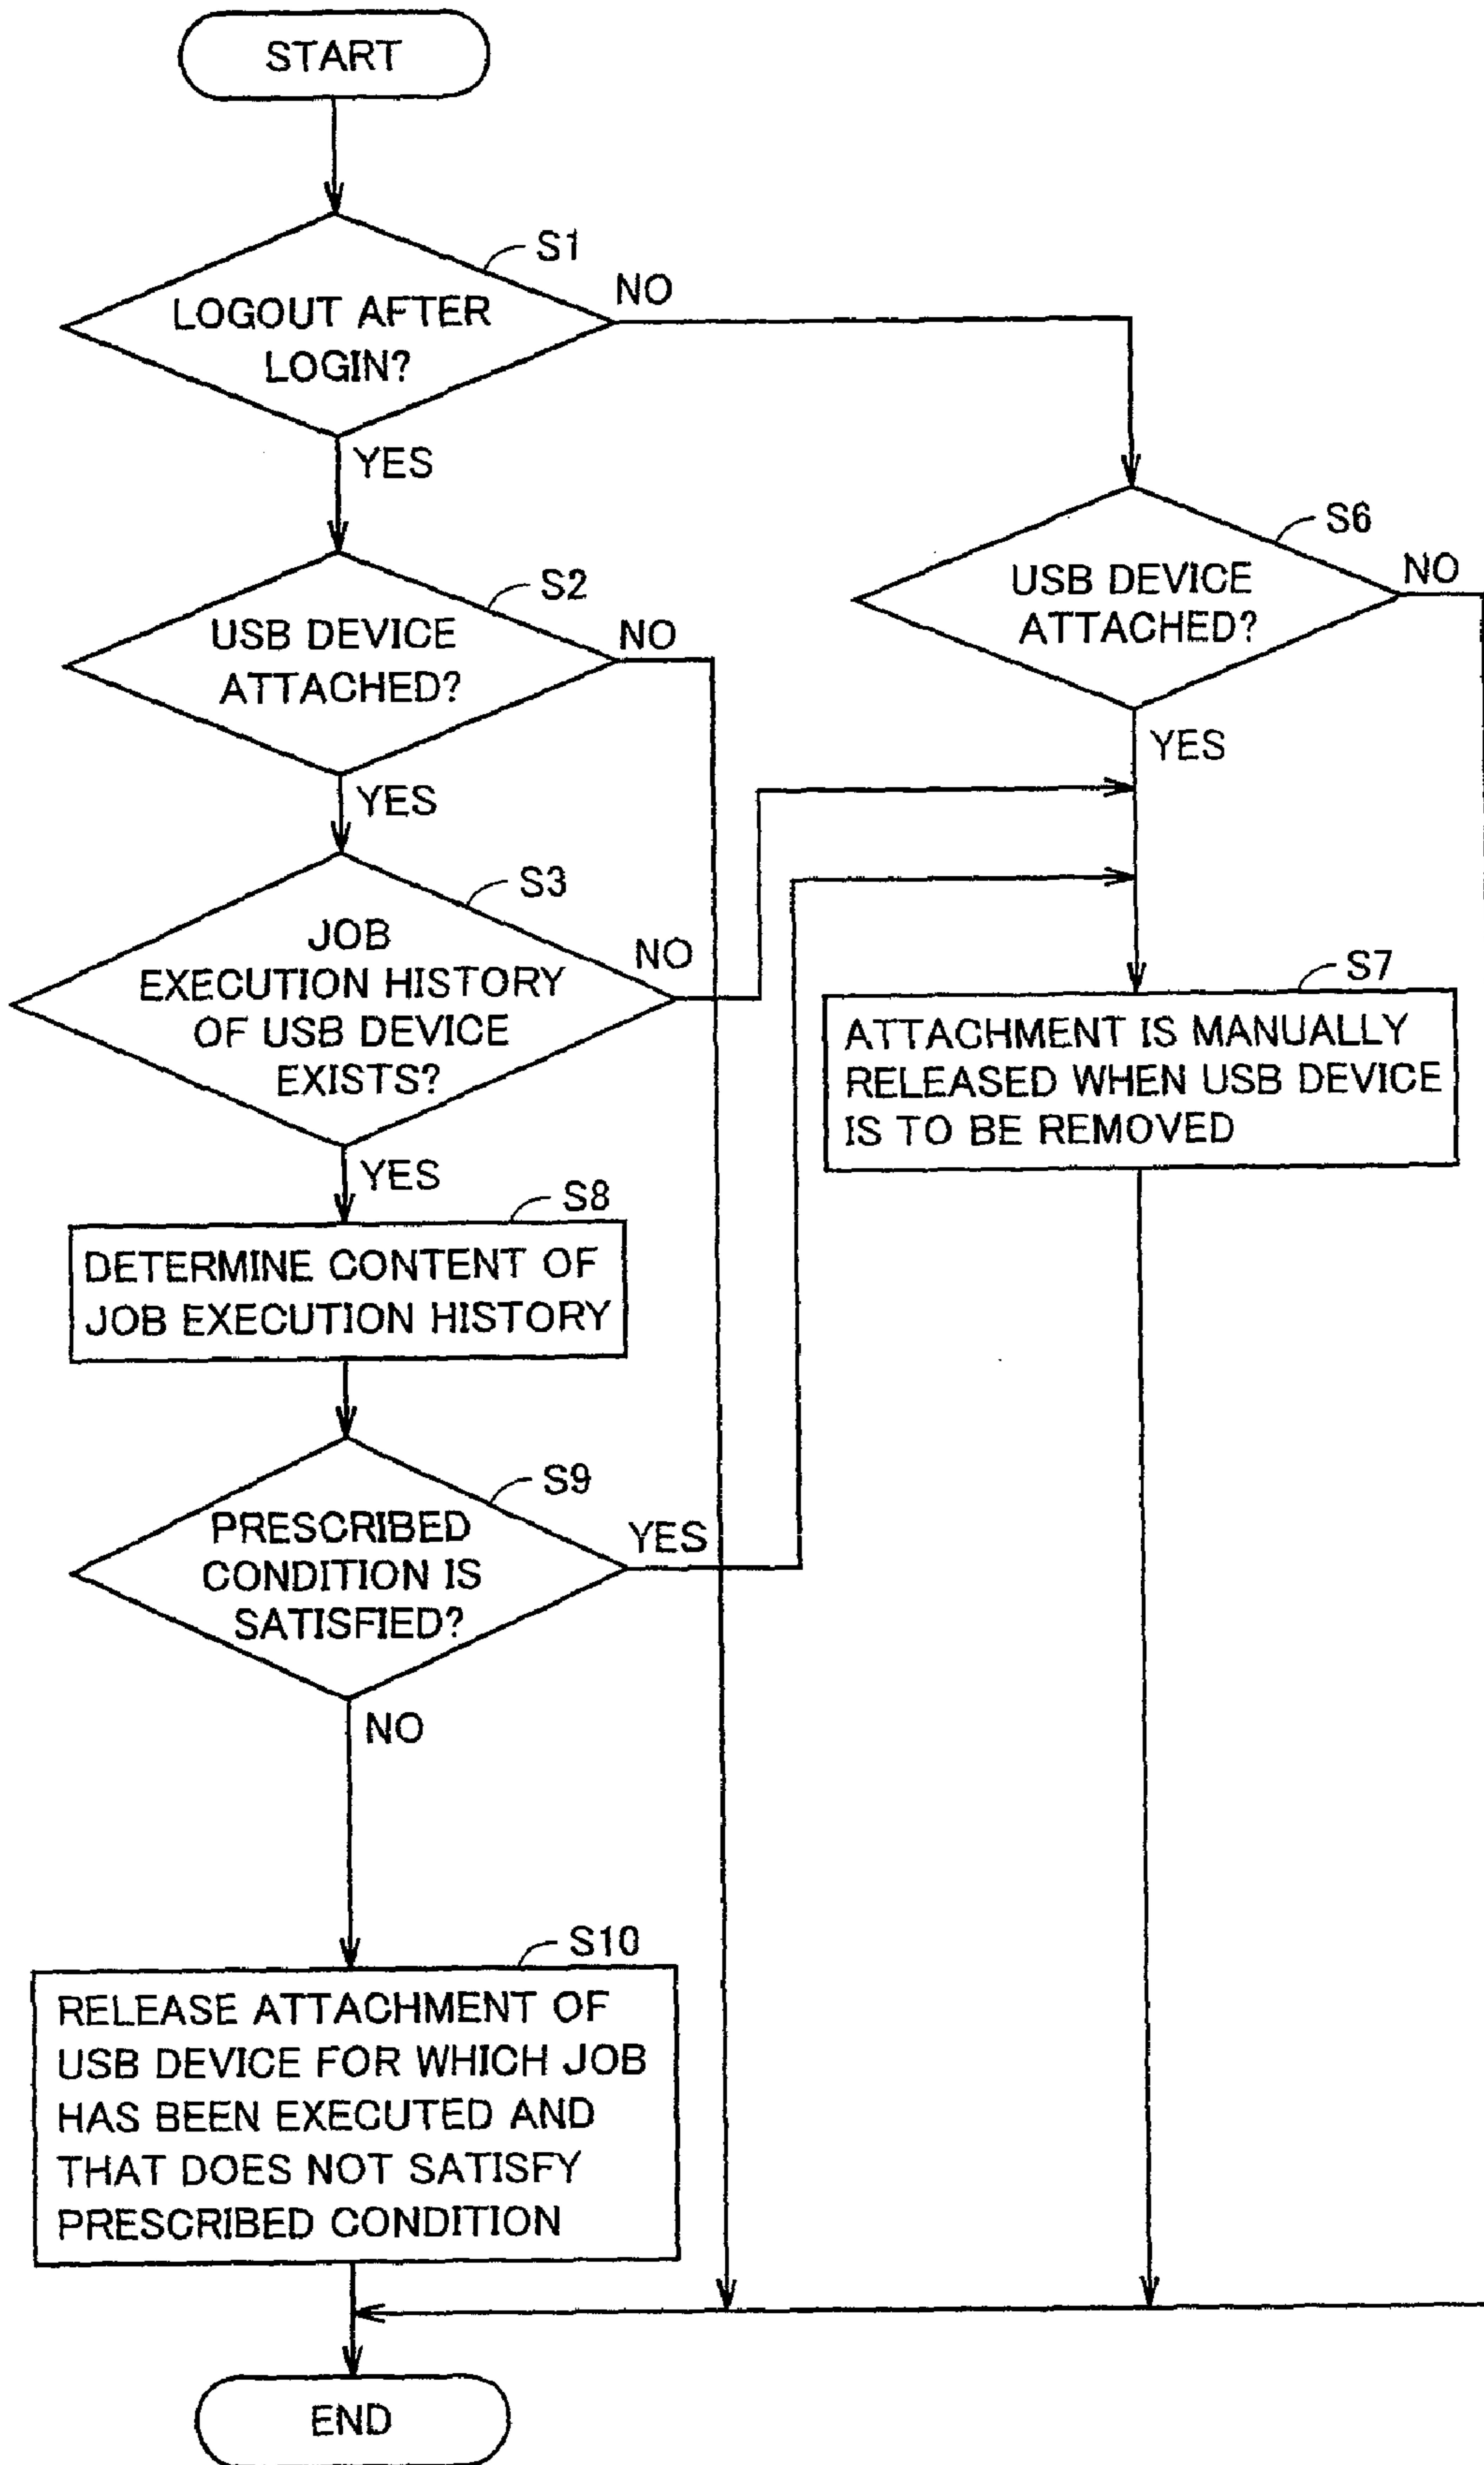 START
S1
LOGOUT AFTER
LOGIN?
NO
YES
S2
USB DEVICE
ATTACHED?
NO
YES
S6
USB DEVICE
ATTACHED?
NO
YES
S3
JOB
EXECUTION HISTORY
OF USB DEVICE
EXISTS?
NO
YES
S7
ATTACHMENT IS MANUALLY
RELEASED WHEN USB DEVICE
IS TO BE REMOVED
S8
DETERMINE CONTENT OF
JOB EXECUTION HISTORY
S9
PRESCRIBED
CONDITION IS
SATISFIED?
YES
NO
S10
RELEASE ATTACHMENT OF
USB DEVICE FOR WHICH JOB
HAS BEEN EXECUTED AND
THAT DOES NOT SATISFY
PRESCRIBED CONDITION
END